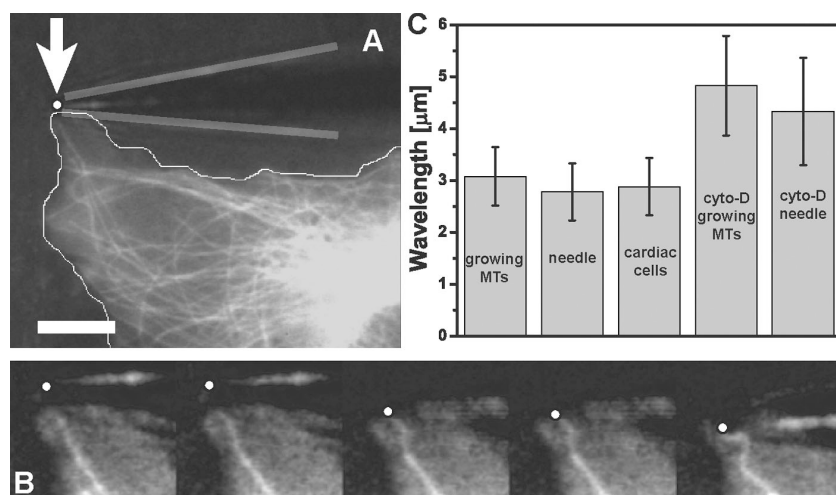 A
C
Wavelength [µm]
6
5
4
3
2
1
0
growing
MTs
needle
cardiac
cells
cyto-D
growing
MTs
cyto-D
needle
B